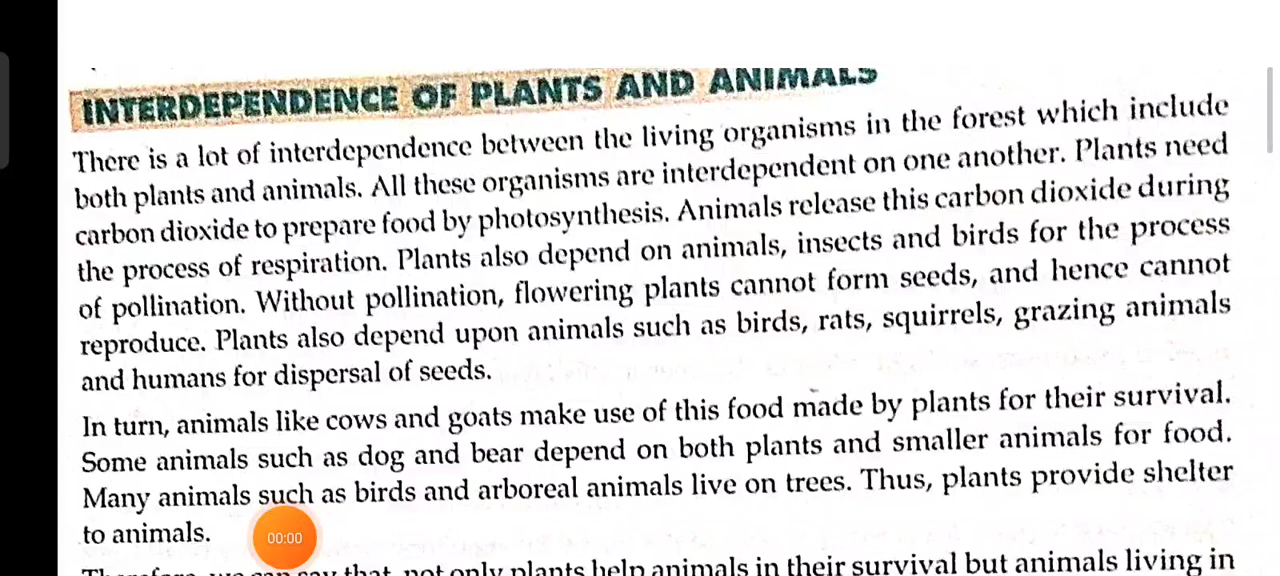 INTERDEPENDENCE OF PLANTS AND ANIMALS
There is a lot of interdependence between the living organisms in the forest which include
both plants and animals. All these organisms are interdependent on one another. Plants need
carbon dioxide to prepare food by photosynthesis. Animals release this carbon dioxide during
the process of respiration. Plants also depend on animals, insects and birds for the process
of pollination. Without pollination, flowering plants cannot form seeds, and hence cannot
reproduce. Plants also depend upon animals such as birds, rats, squirrels, grazing animals
and humans for dispersal of seeds.
In turn, animals like cows and goats make use of this food made by plants for their survival.
Some animals such as dog and bear depend on both plants and smaller animals for food.
Many animals such as birds and arboreal animals live on trees. Thus, plants provide shelter
to animals.
00:00
Therefore, we can say that, not only plants help animals in their survival but animals living in